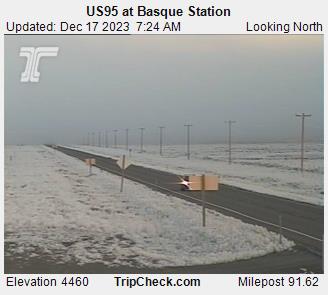 US95 at Basque Station
Updated: Dec 17 2023 7:24 AM Looking North
Elevation 4460 TripCheck.com Milepost 91.62